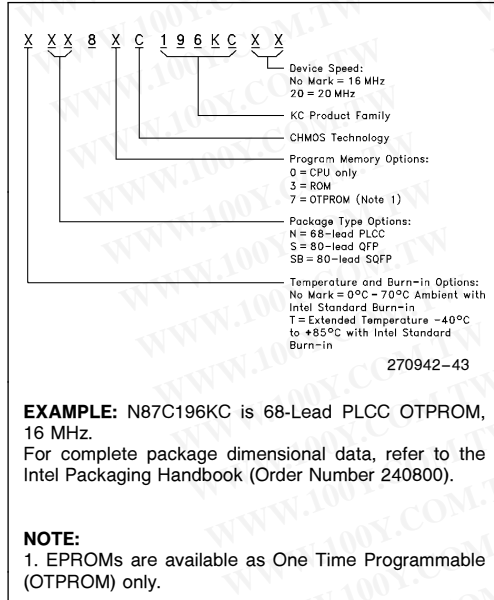 X X X 8 X C 1 9 6 K C X X
Device Speed:
No Mark = 16 MHz
20 = 20 MHz
KC Product Family
CHMOS Technology
Program Memory Options:
0 = CPU only
3 = ROM
7 = OTPROM (Note 1)
Package Type Options:
N = 68-lead PLCC
S = 80-lead QFP
SB = 80-lead SQFP
Temperature and Burn-in Options:
No Mark = 0°C - 70°C Ambient with
Intel Standard Burn-in
T = Extended Temperature -40°C
to +85°C with Intel Standard
Burn-in
270942-43
EXAMPLE: N87C196KC is 68-Lead PLCC OTPROM,
16 MHz.
For complete package dimensional data, refer to the
Intel Packaging Handbook (Order Number 240800).
NOTE:
1. EPROMs are available as One Time Programmable
(OTPROM) only.
WWW.100Y.COM.TW